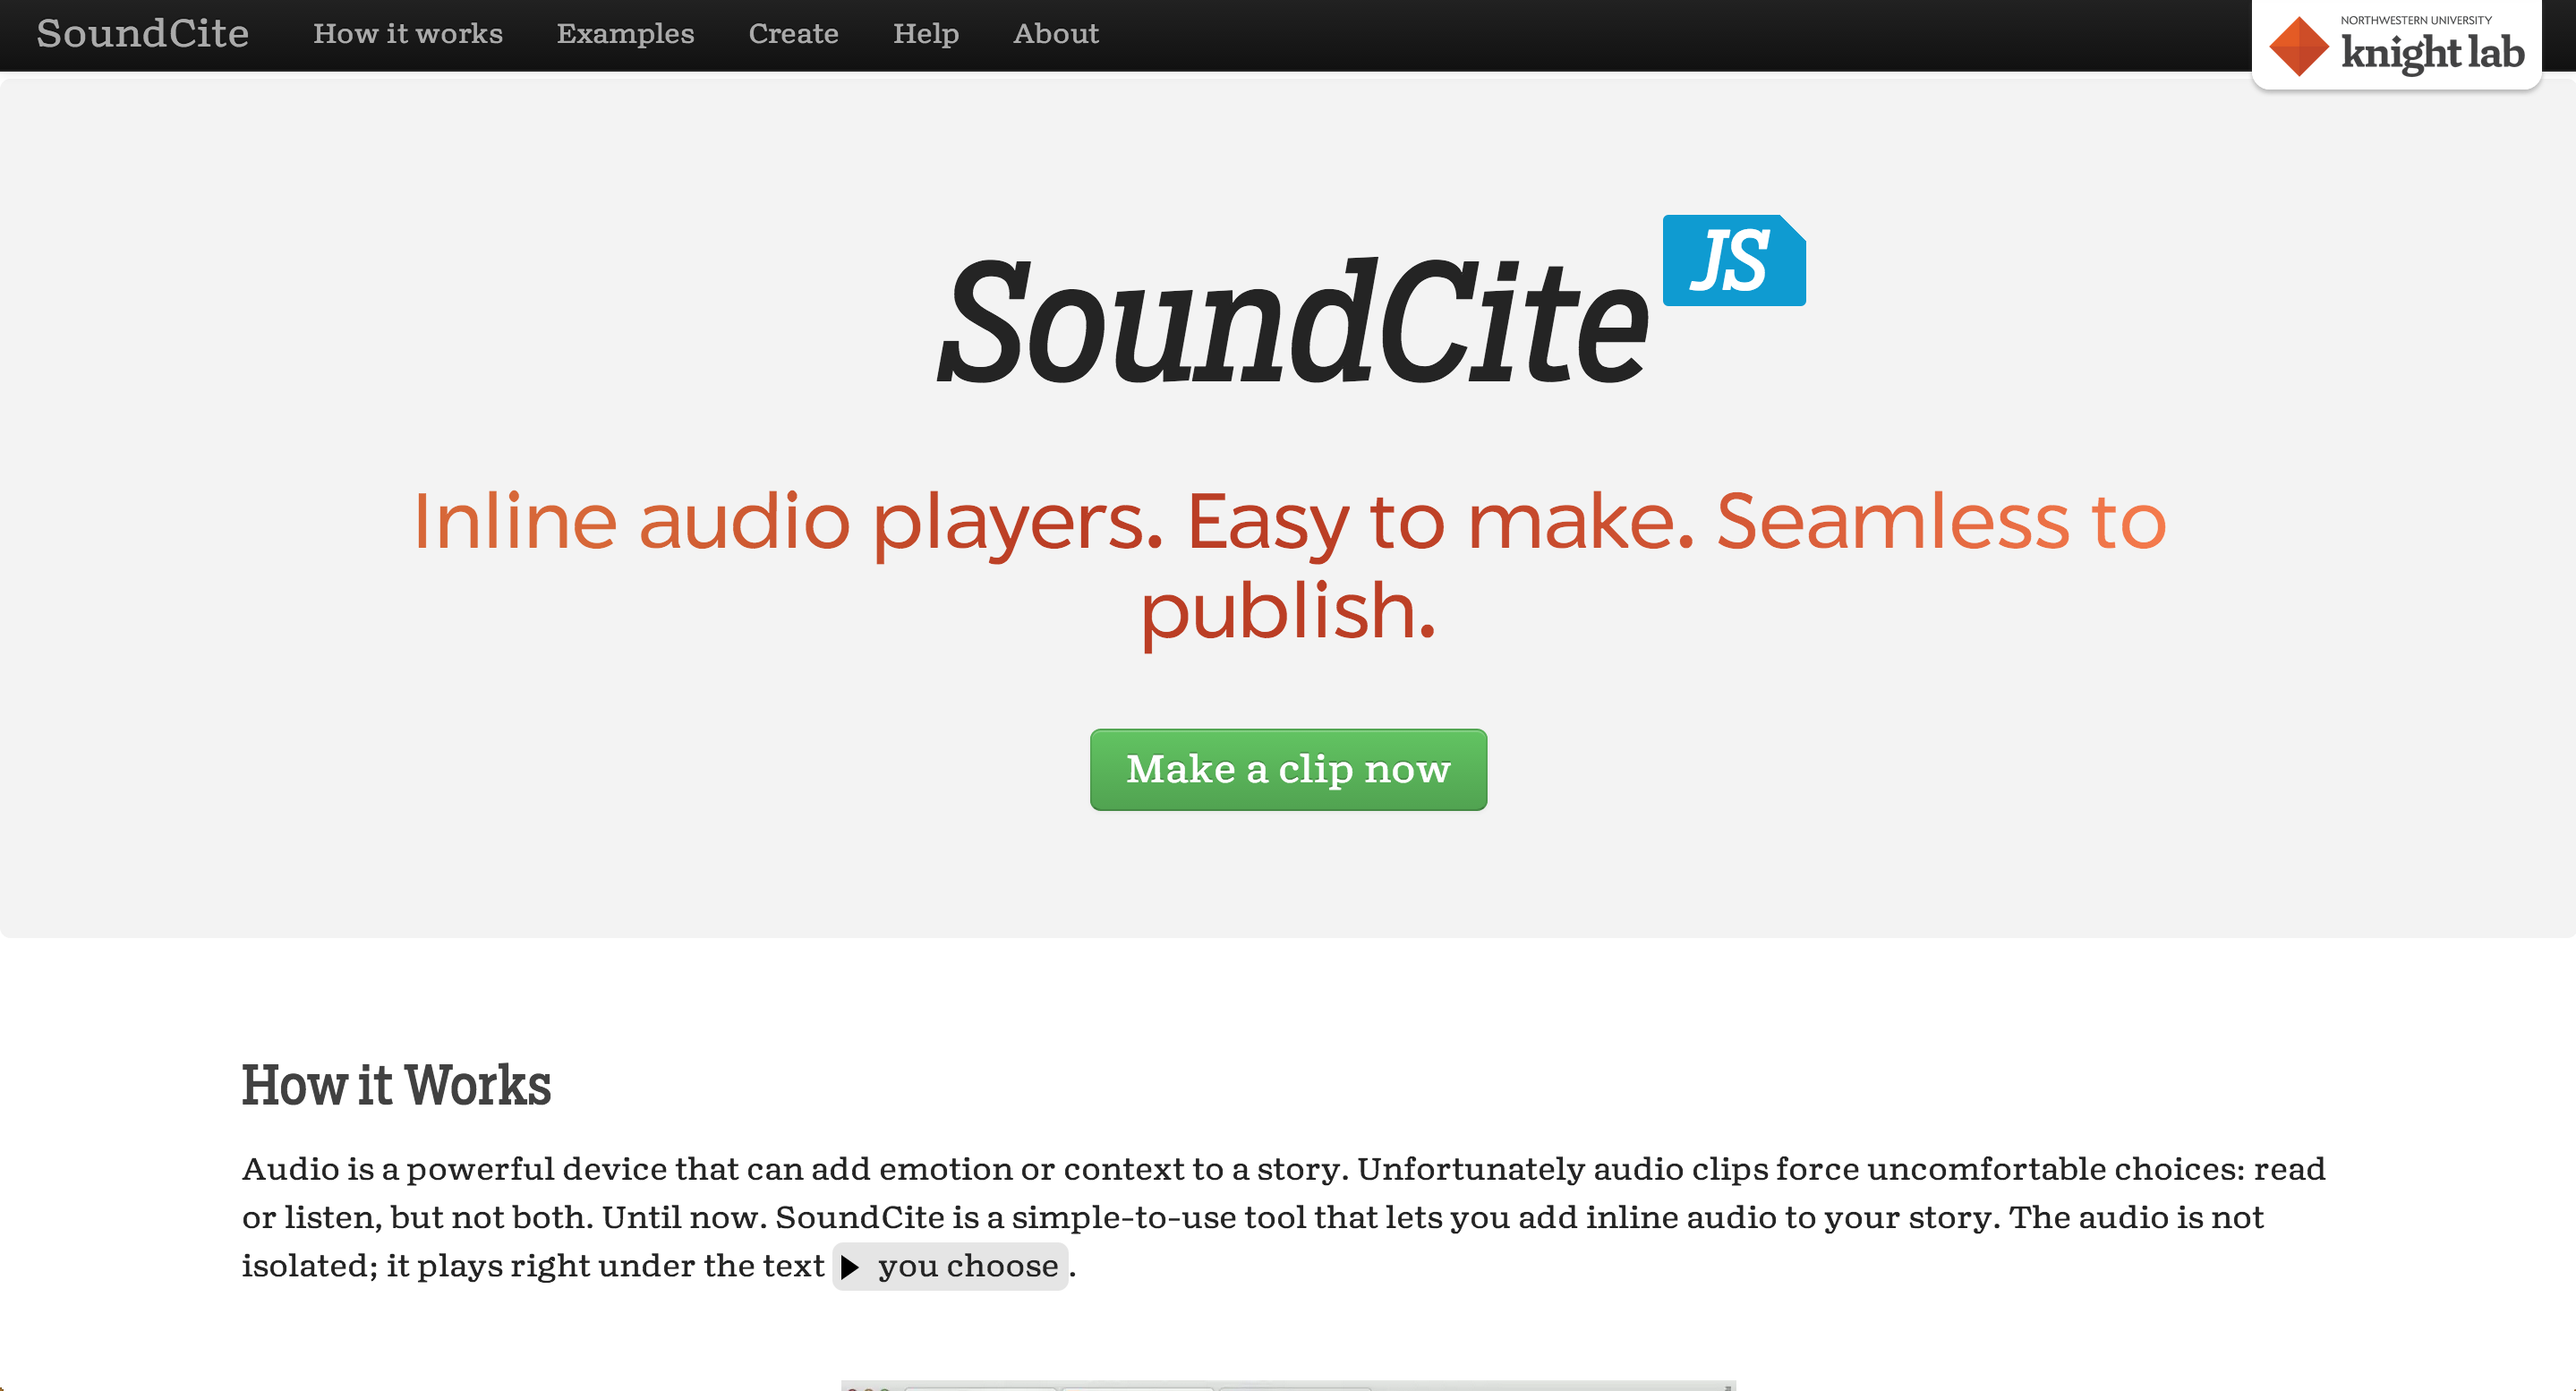 SoundCite How it works Examples Create Help About
NORTHWESTERN UNIVERSITY
knight lab
SoundCite JS
Inline audio players. Easy to make. Seamless to
publish.
Make a clip now
How it Works
Audio is a powerful device that can add emotion or context to a story. Unfortunately audio clips force uncomfortable choices: read
or listen, but not both. Until now. SoundCite is a simple-to-use tool that lets you add inline audio to your story. The audio is not
isolated; it plays right under the text you choose .